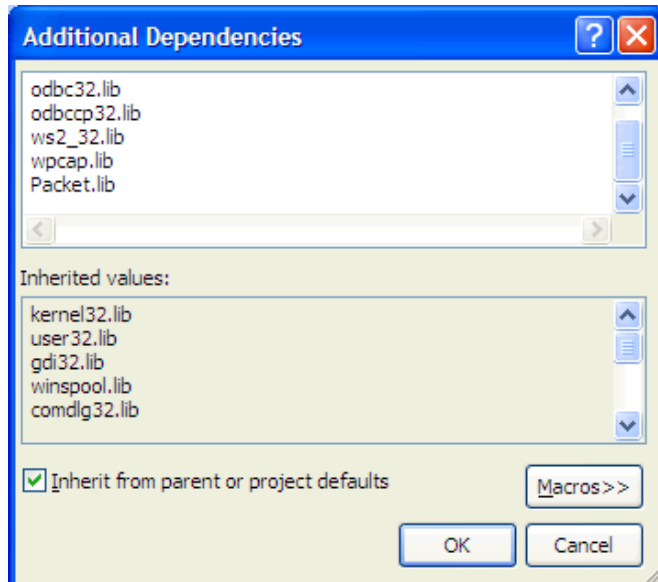 Additional Dependencies
odbc32.lib
odbccp32.lib
ws2_32.lib
wpcap.lib
Packet.lib
Inherited values:
kernel32.lib
user32.lib
gdi32.lib
winspool.lib
comdlg32.lib
Inherit from parent or project defaults
Macros>>
OK
Cancel